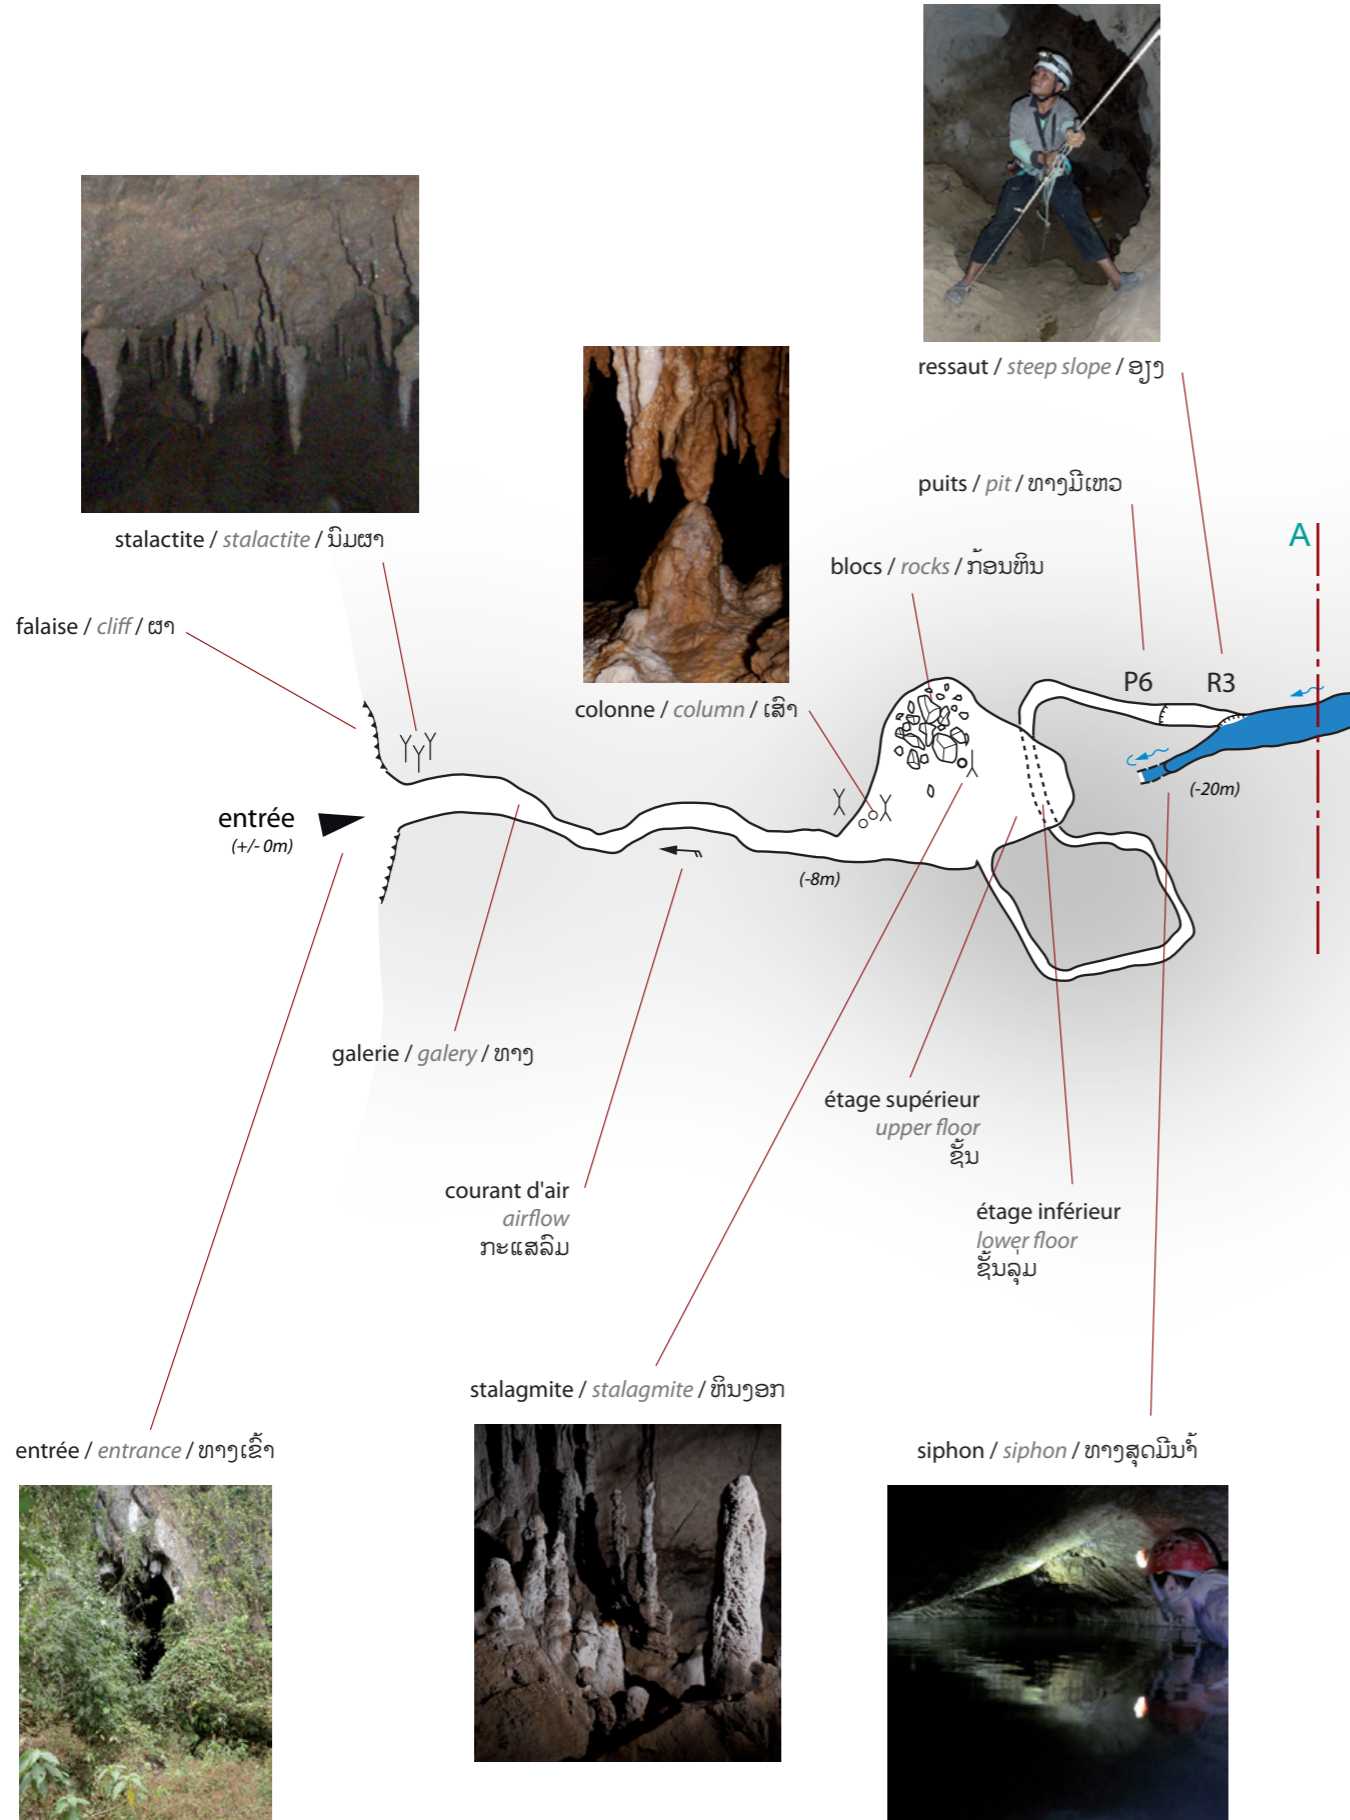 ressaut / steep slope / ອຽງ
puits / pit / ທາງມີເຫວ
stalactite / stalactite / ນົມຜາ
A
blocs / rocks / ກ້ອນຫີນ
falaise / cliff / ຜາ
P6
R3
colonne / column / ເສົາ
(-20m)
entrée
(+/- 0m)
(-8m)
galerie / galery / ທາງ
étage supérieur
upper floor
ຊັ້ນ
courant d'air
airflow
ກະແສລົມ
étage inférieur
lower floor
ຊັ້ນລຸ່ມ
stalagmite / stalagmite / ຫິນງອກ
entrée / entrance / ທາງເຂົ້າ
siphon / siphon / ທາງສຸດມີນໍ້າ